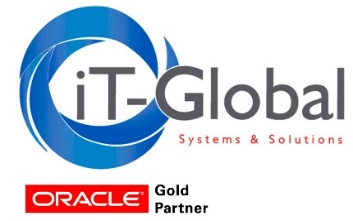 iT-Global
Systems & Solutions
ORACLE Gold
Partner